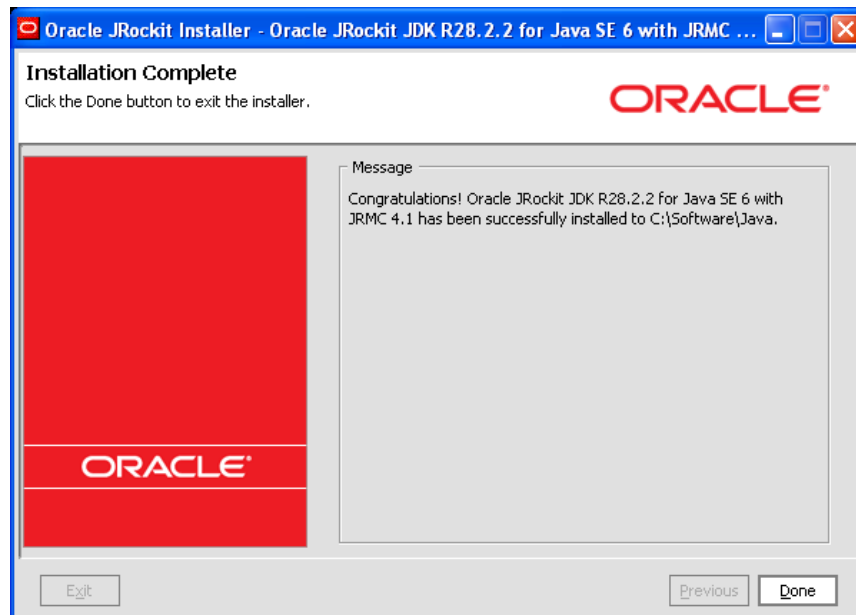 Oracle JRockit Installer - Oracle JRockit JDK R28.2.2 for Java SE 6 with JRMC ...
Installation Complete
Click the Done button to exit the installer.
ORACLE®
Message
Congratulations! Oracle JRockit JDK R28.2.2 for Java SE 6 with
JRMC 4.1 has been successfully installed to C:\Software\Java.
ORACLE®
Exit
Previous
Done